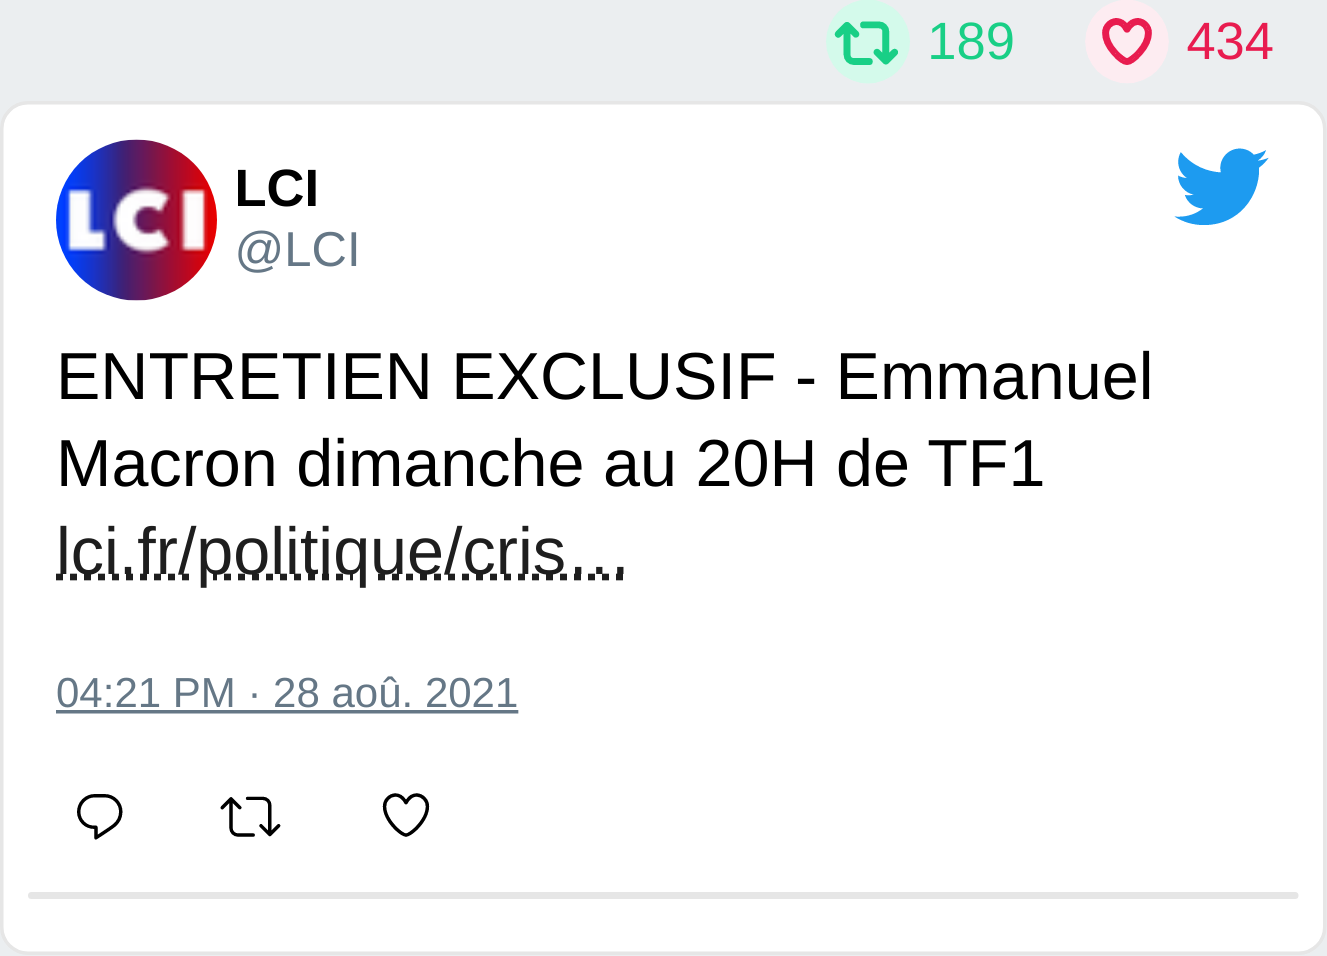 189 434
LCI
LCI
@LCI
ENTRETIEN EXCLUSIF - Emmanuel
Macron dimanche au 20H de TF1
lci.fr/politique/cris...
04:21 PM · 28 aoû. 2021